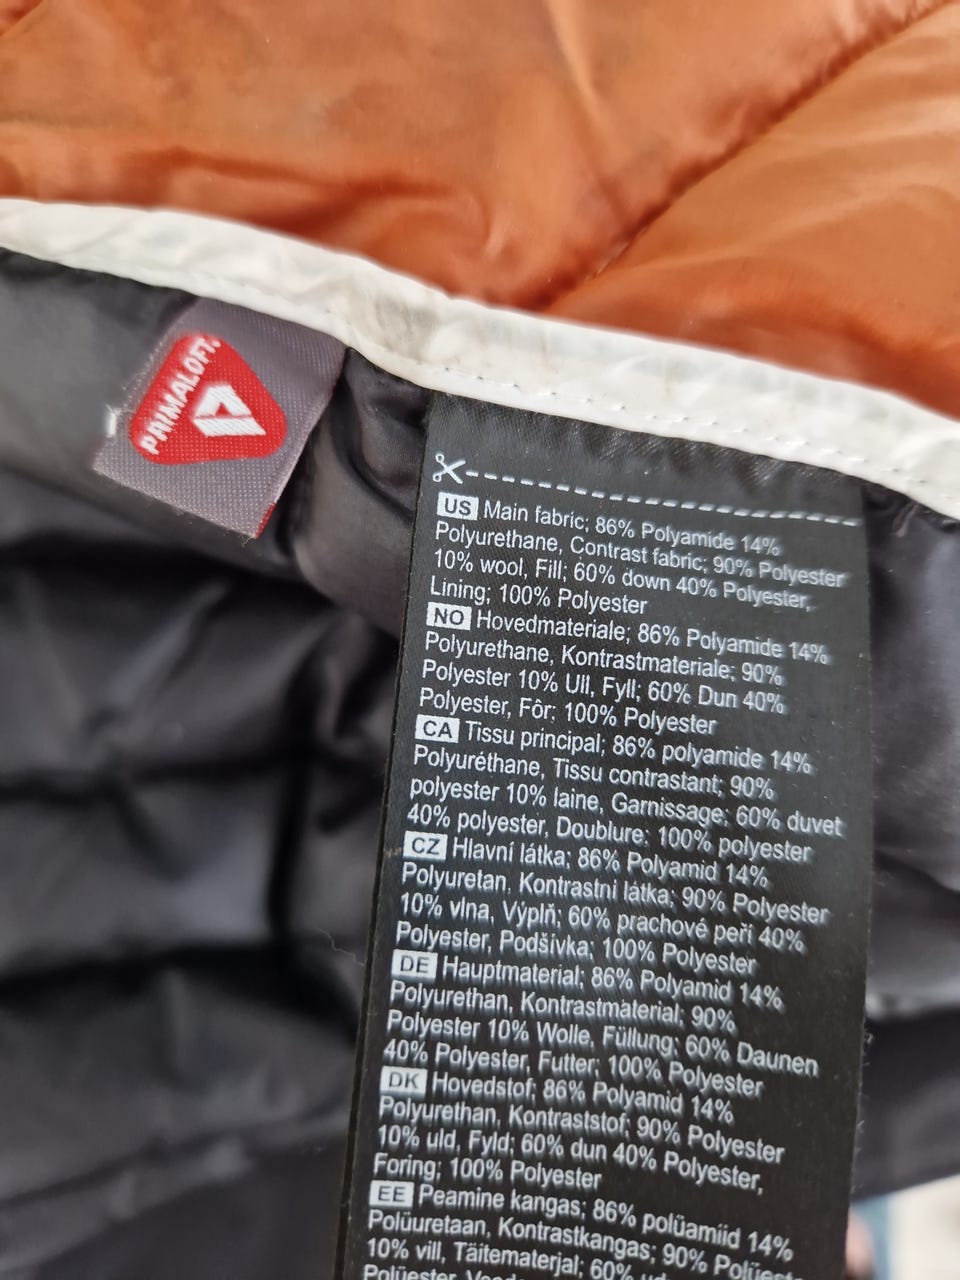 PRIMALOFT
US Main fabric; 86% Polyamide 14%
Polyurethane, Contrast fabric; 90% Polyester
10% wool, Fill; 60% down 40% Polyester,
Lining; 100% Polyester
NO Hovedmateriale; 86% Polyamide 14%
Polyurethane, Kontrastmateriale; 90%
Polyester 10% Ull, Fyll; 60% Dun 40%
Polyester, Fôr; 100% Polyester
CA Tissu principal; 86% polyamide 14%
Polyuréthane, Tissu contrastant; 90%
polyester 10% laine, Garnissage; 60% duvet
40% polyester, Doublure; 100% polyester
CZ Hlavní látka; 86% Polyamid 14%
Polyuretan, Kontrastní látka; 90% Polyester
10% vlna, Výplň; 60% prachové peří 40%
Polyester, Podšívka; 100% Polyester
DE Hauptmaterial; 86% Polyamid 14%
Polyurethan, Kontrastmaterial; 90%
Polyester 10% Wolle, Füllung; 60% Daunen
40% Polyester, Futter; 100% Polyester
DK Hovedstof; 86% Polyamid 14%
Polyurethan, Kontraststof; 90% Polyester
10% uld, Fyld; 60% dun 40% Polyester,
Foring; 100% Polyester
EE Peamine kangas; 86% polüamiid 14%
Polüuretaan, Kontrastkangas; 90%
10% vill, Täitematerjal; 60%
Polüester,